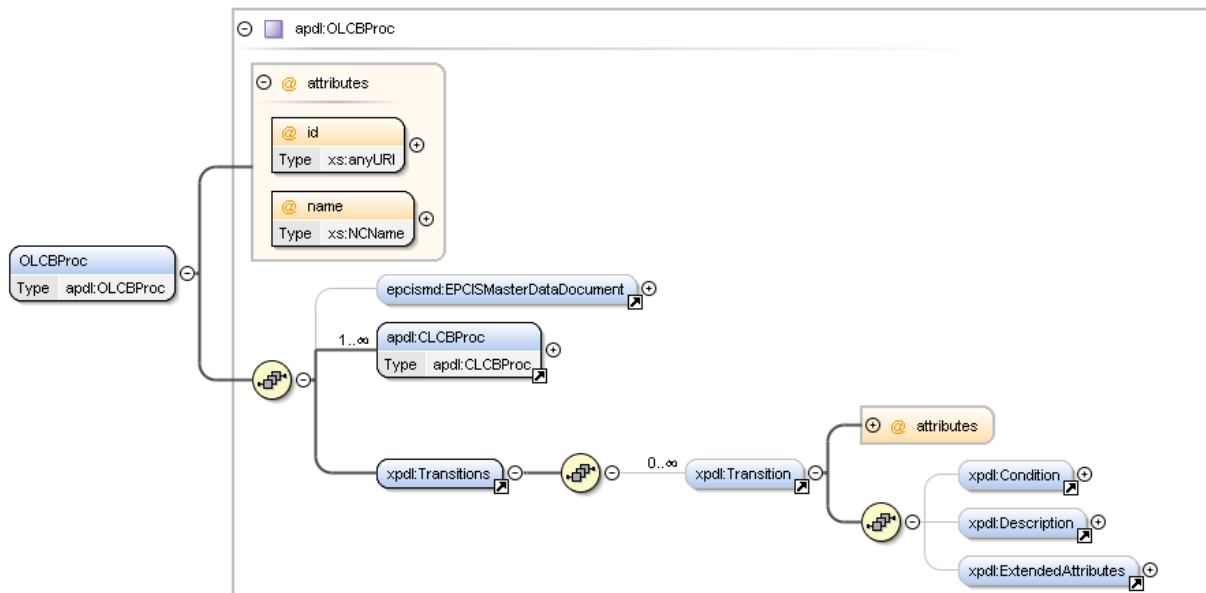 apdl:OLCBProc
@ attributes
@ id
Type xs:anyURI
@ name
Type xs:NCName
OLCBProc
Type apdl:OLCBProc
epcismd:EPCISMasterDataDocument
1..∞
apdl:CLCBProc
Type apdl:CLCBProc
xpdl:Transitions
0..∞
xpdl:Transition
@ attributes
xpdl:Condition
xpdl:Description
xpdl:ExtendedAttributes